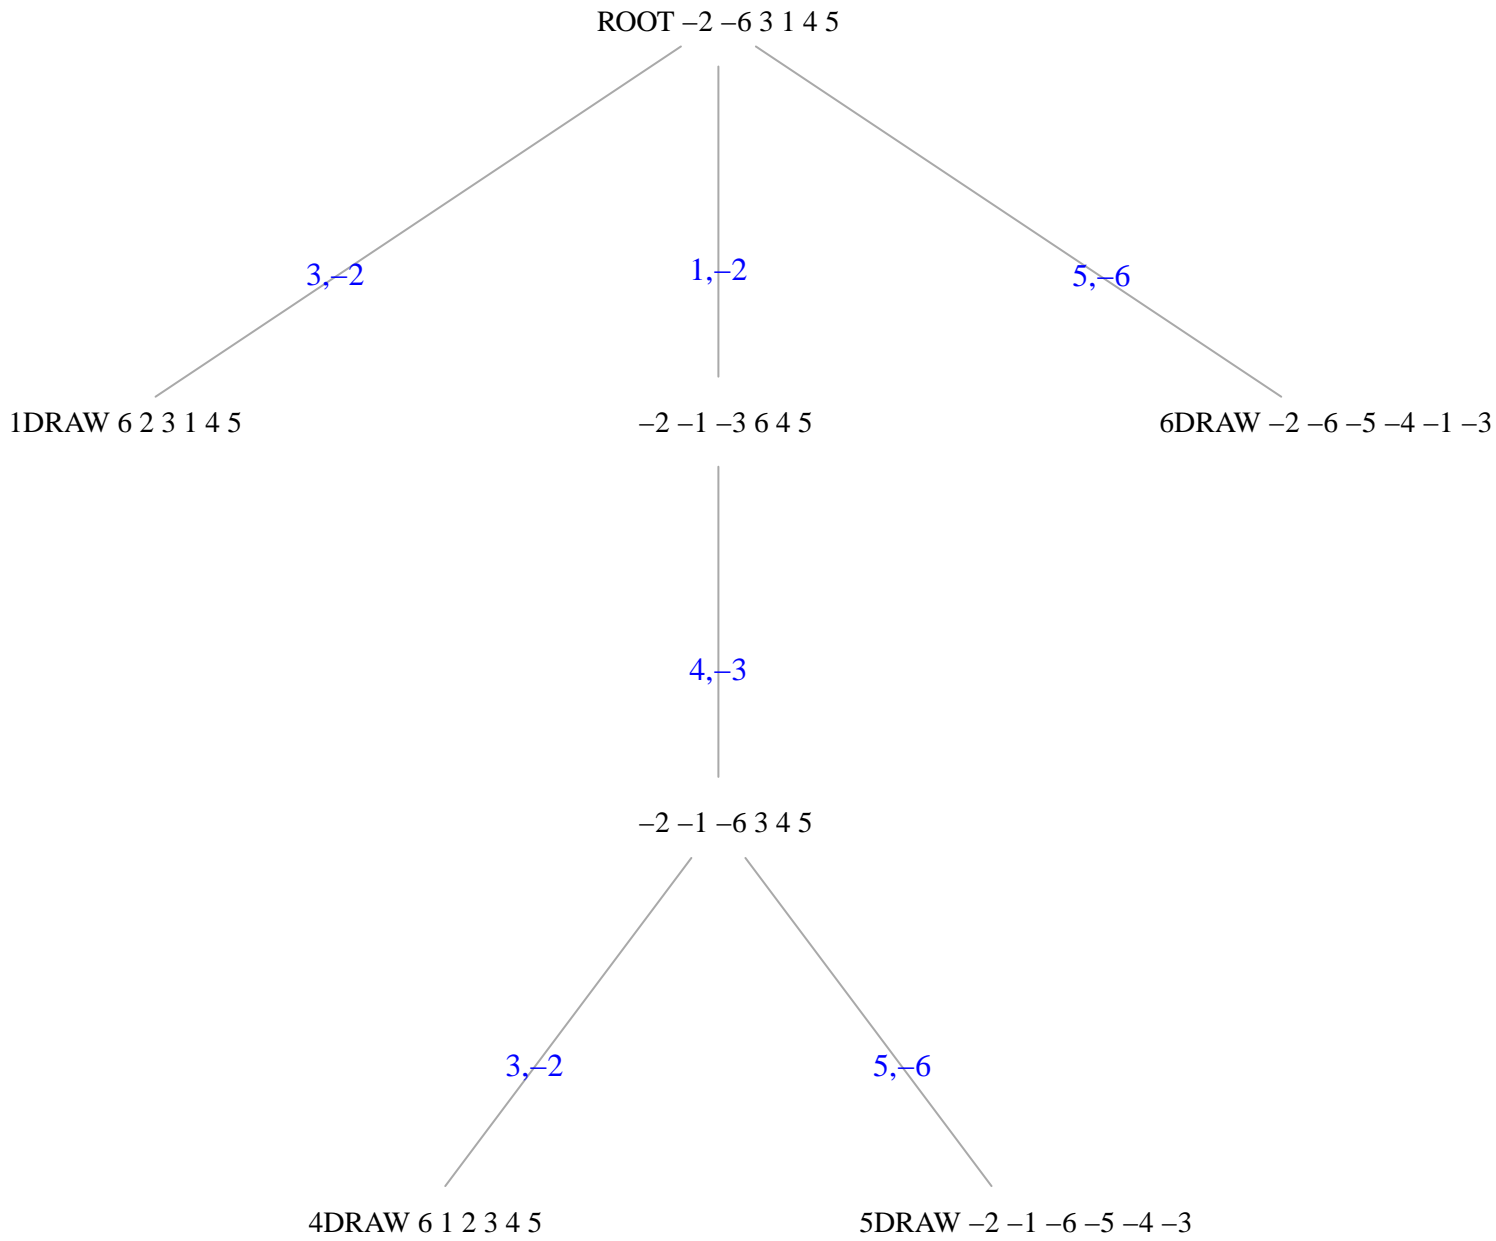 ROOT –2 –6 3 1 4 5
3,–2
1,–2
5,–6
1DRAW 6 2 3 1 4 5
–2 –1 –3 6 4 5
6DRAW –2 –6 –5 –4 –1 –3
4,–3
–2 –1 –6 3 4 5
3,–2
5,–6
4DRAW 6 1 2 3 4 5
5DRAW –2 –1 –6 –5 –4 –3